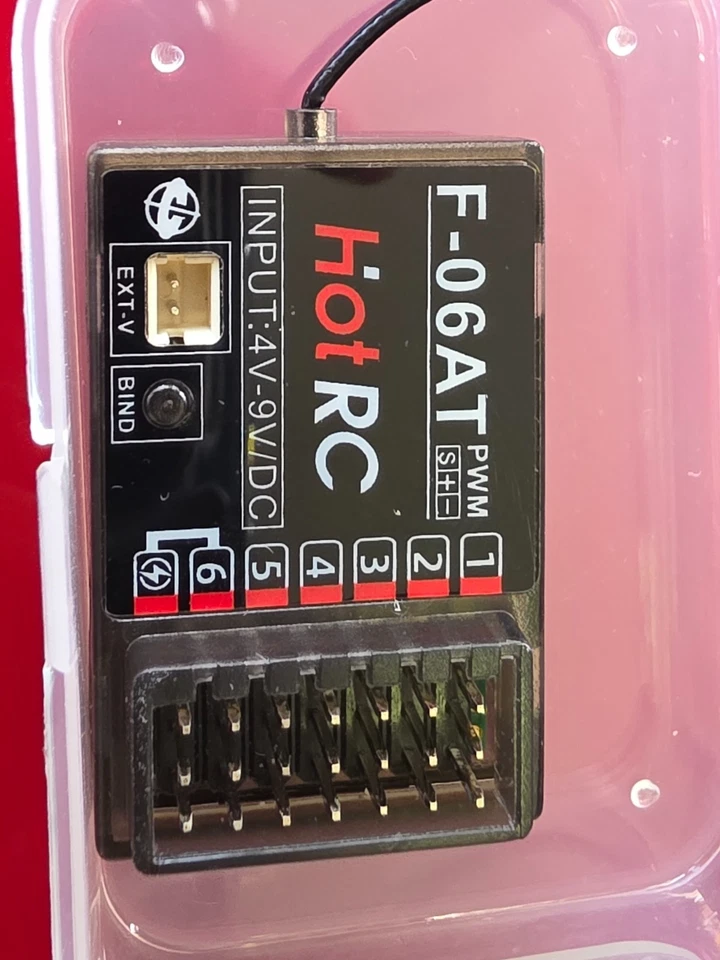 F-06AT PWM
S + -
HotRC
INPUT:4V-9V/DC
EXT-V
BIND
1
2
3
4
5
6